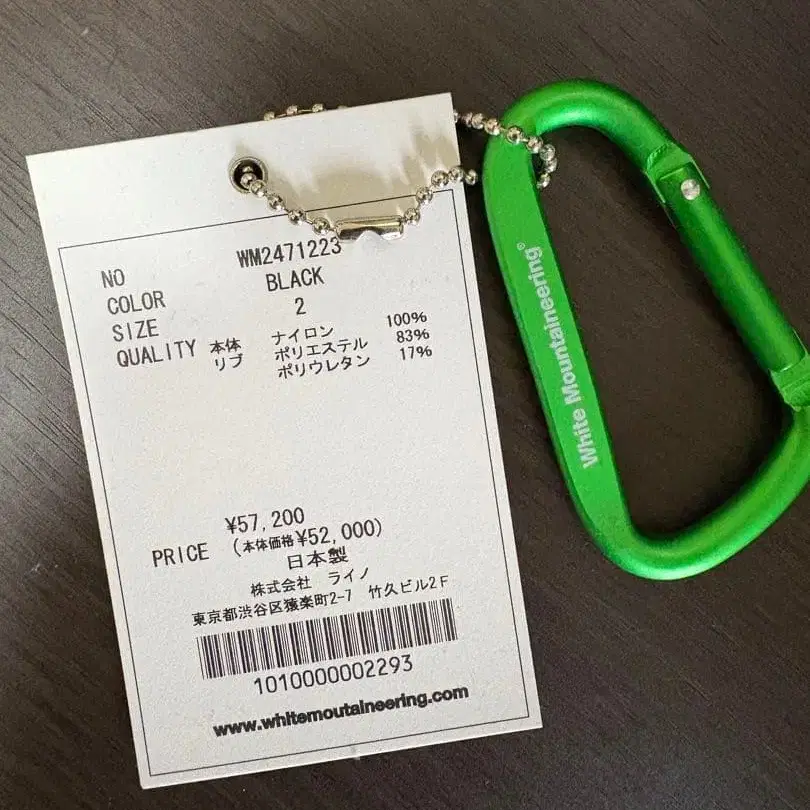 NO WM2471223
COLOR BLACK
SIZE 2
QUALITY 本体 ナイロン 100%
リブ ポリエステル 83%
ポリウレタン 17%
¥57,200
PRICE (本体価格¥52,000)
日本製
株式会社 ライノ
東京都渋谷区猿楽町2-7 竹久ビル2F
1010000002293
www.whitemoutaineering.com
White Mountaineering®